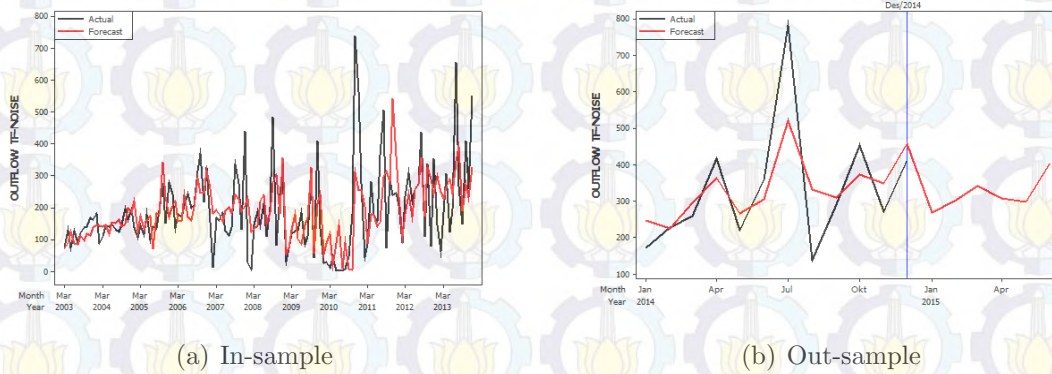 Actual
Forecast
OUTFLOW TF-NOISE
800
700
600
500
400
300
200
100
0
Month Mar Mar Mar Mar Mar Mar Mar Mar Mar Mar Mar
Year 2003 2004 2005 2006 2007 2008 2009 2010 2011 2012 2013
(a) In-sample
Des/2014
Actual
Forecast
OUTFLOW TF-NOISE
800
700
600
500
400
300
200
100
Month Jan Apr Jul Okt Jan Apr
Year 2014 2015
(b) Out-sample